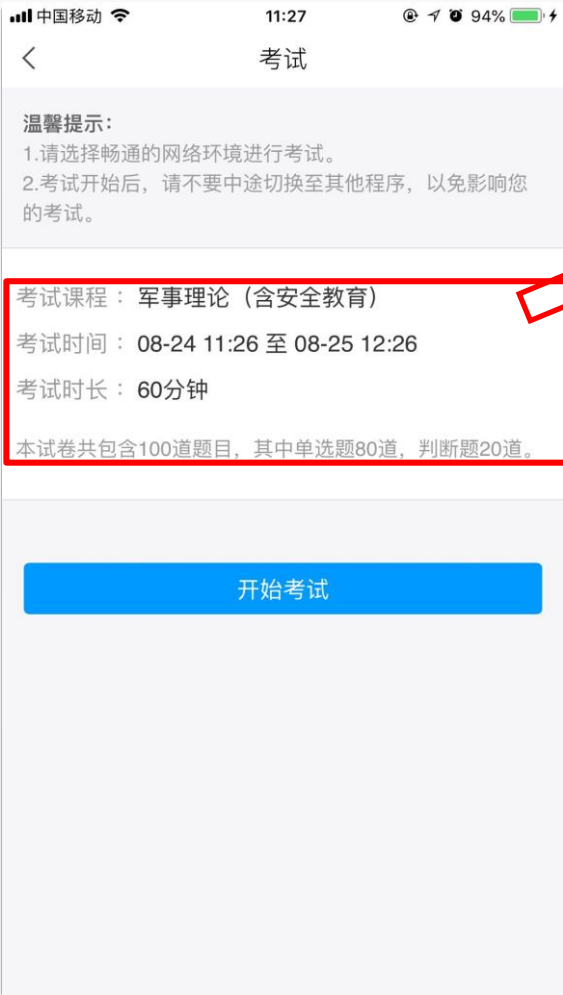 中国移动 11:27 94%
考试
温馨提示：
1.请选择畅通的网络环境进行考试。
2.考试开始后，请不要中途切换至其他程序，以免影响您
的考试。
考试课程： 军事理论（含安全教育）
考试时间： 08-24 11:26 至 08-25 12:26
考试时长： 60分钟
本试卷共包含100道题目，其中单选题80道，判断题20道。
开始考试